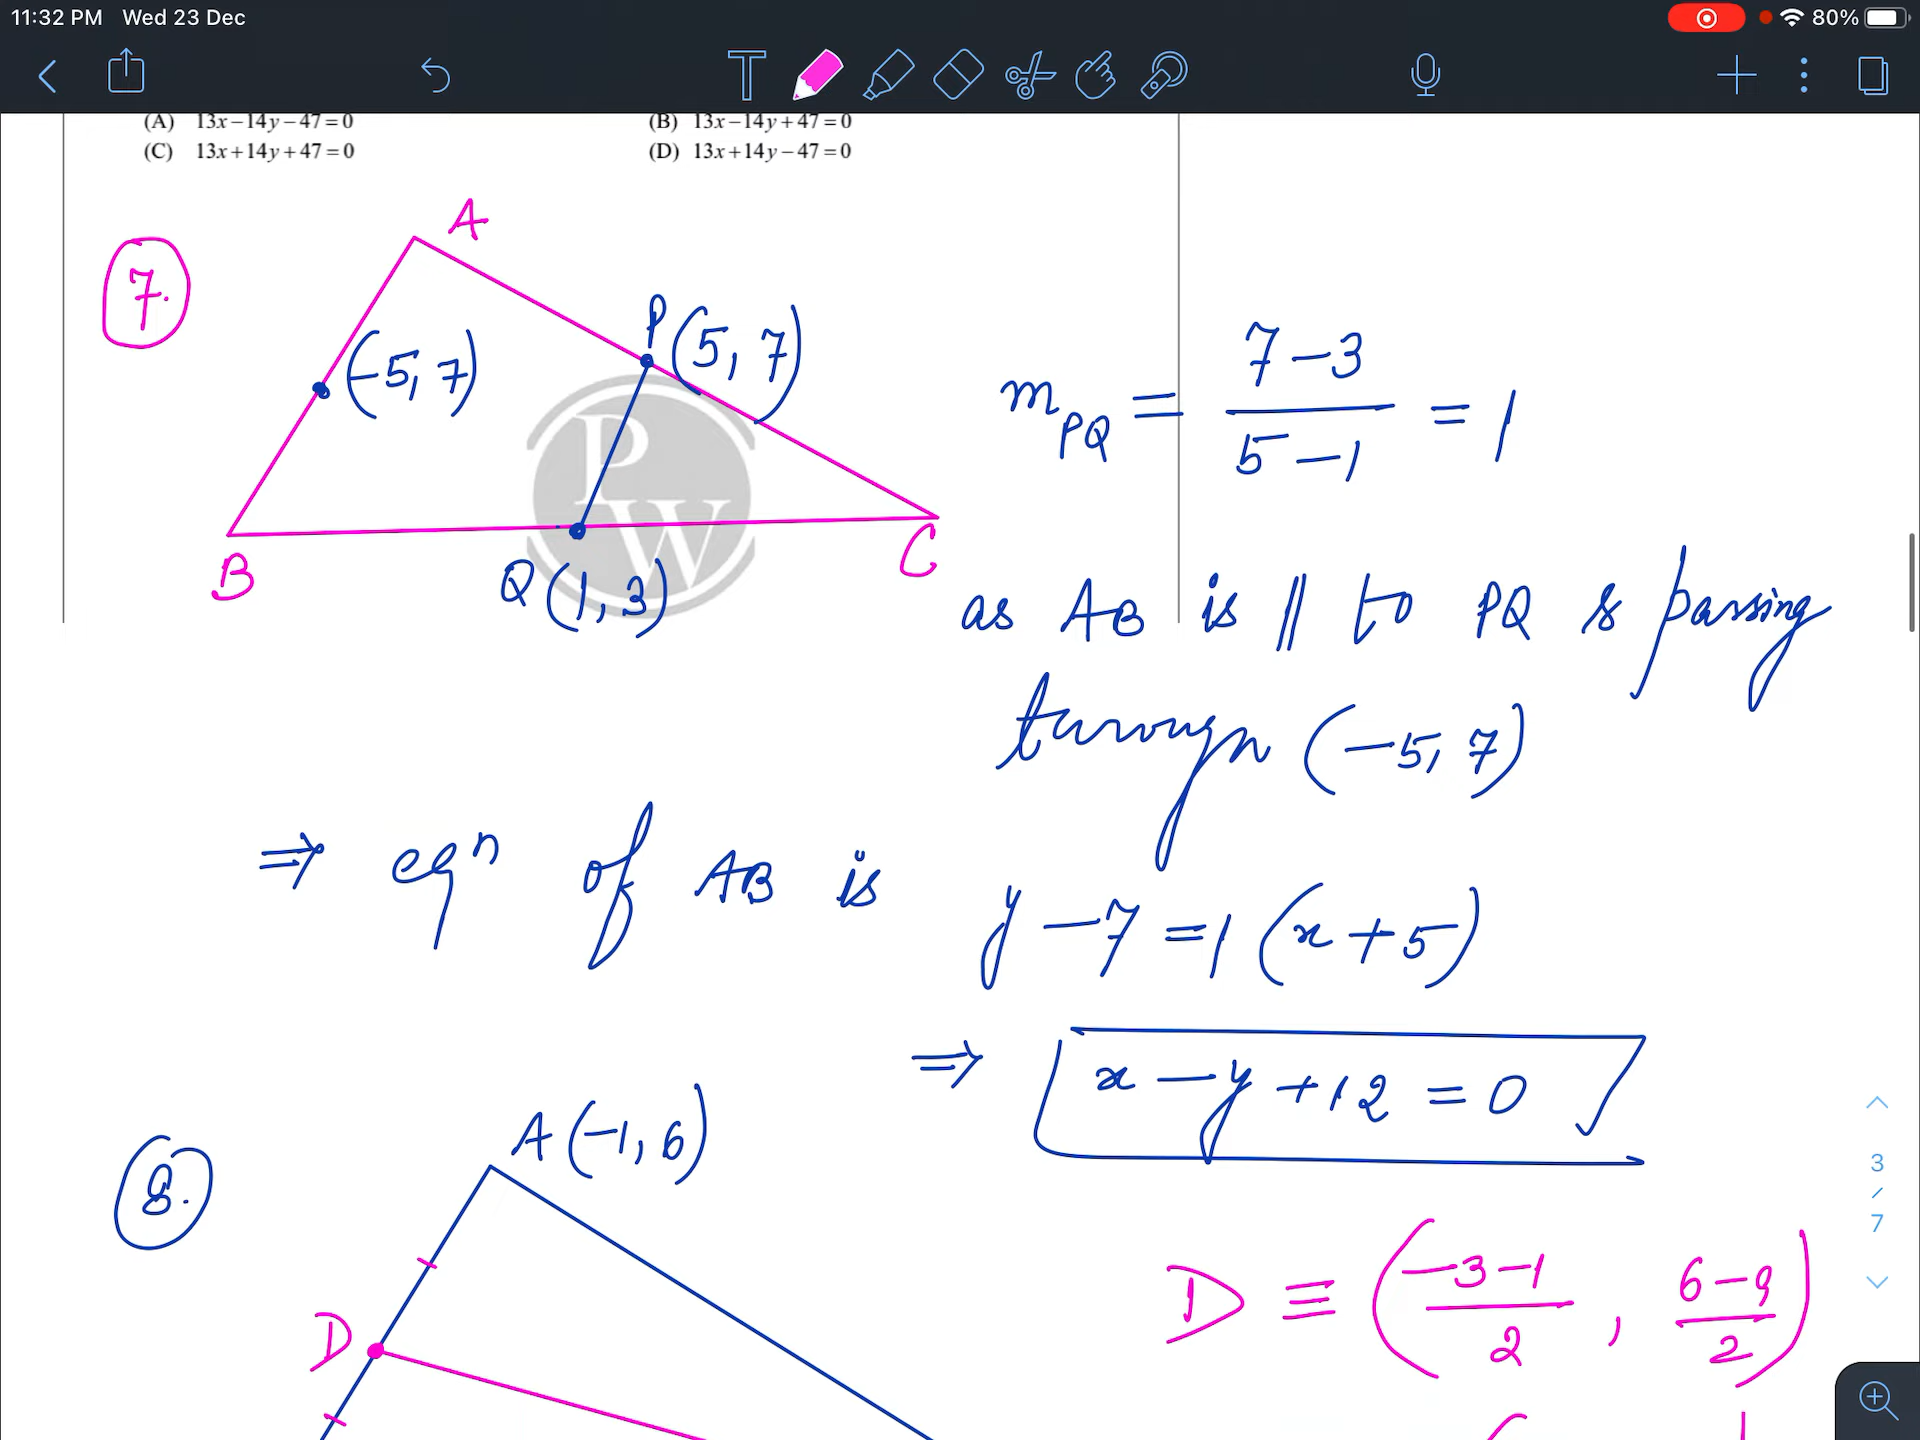 11:32 PM Wed 23 Dec
80%
(A) 13x−14y−47=0 (B) 13x−14y+47=0
(C) 13x+14y+47=0 (D) 13x+14y−47=0
7.
A
(-5, 7)
P(5, 7)
B
Q(1, 3)
C
PW
m_PQ = (7-3)/(5-1) = 1
as AB is || to PQ & passing
through (-5, 7)
⇒ eqn of AB is
y - 7 = 1(x+5)
⇒ x - y + 12 = 0
8.
A(-1, 6)
D
D ≡ ((-3-1)/2, (6-9)/2)
3
/
7